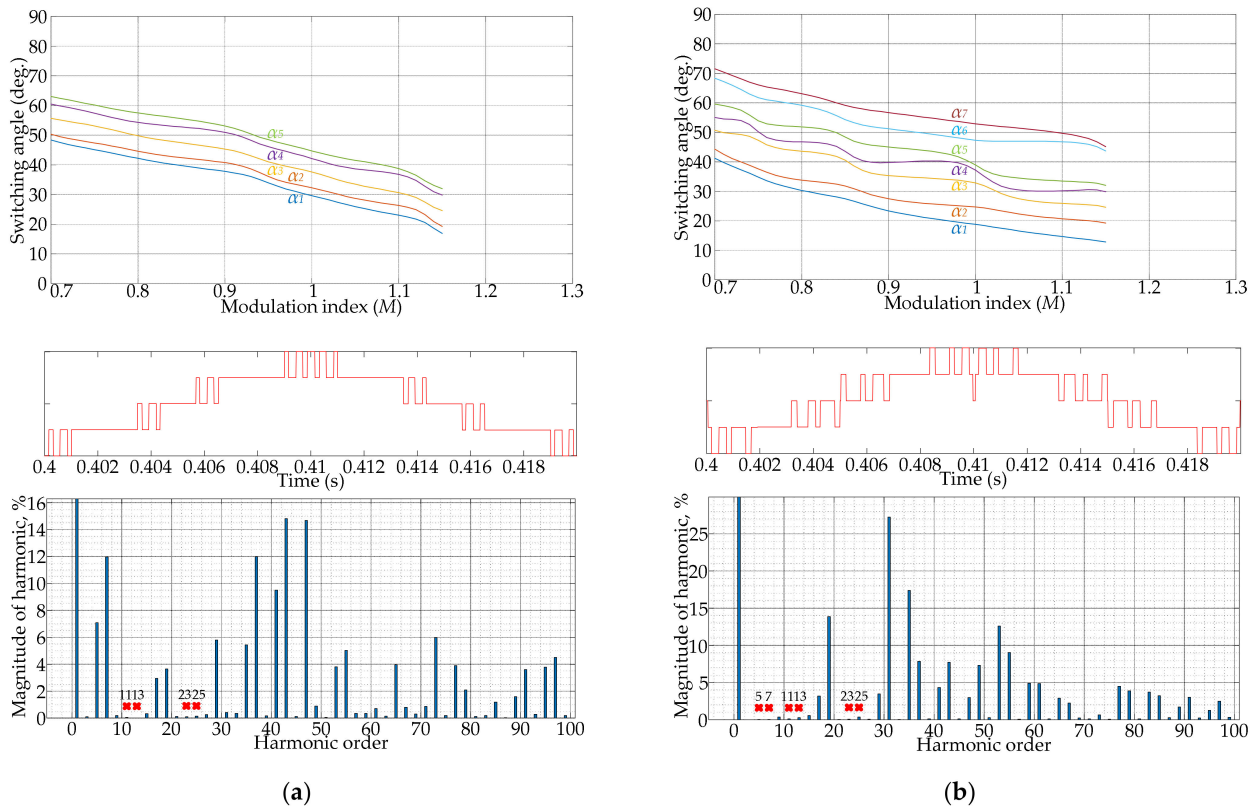 90
80
70
60
50
40
30
20
10
0
Switching angle (deg.)
α5
α4
α3
α2
α1
0.7 0.8 0.9 1 1.1 1.2 1.3
Modulation index (M)
90
80
70
60
50
40
30
20
10
0
Switching angle (deg.)
α7
α6
α5
α4
α3
α2
α1
0.7 0.8 0.9 1 1.1 1.2 1.3
Modulation index (M)
0.4 0.402 0.404 0.406 0.408 0.41 0.412 0.414 0.416 0.418
Time (s)
0.4 0.402 0.404 0.406 0.408 0.41 0.412 0.414 0.416 0.418
Time (s)
16
14
12
10
8
6
4
2
0
Magnitude of harmonic, %
1113 2325
0 10 20 30 40 50 60 70 80 90 100
Harmonic order
25
20
15
10
5
0
Magnitude of harmonic, %
5 7 1113 2325
0 10 20 30 40 50 60 70 80 90 100
Harmonic order
(a)
(b)